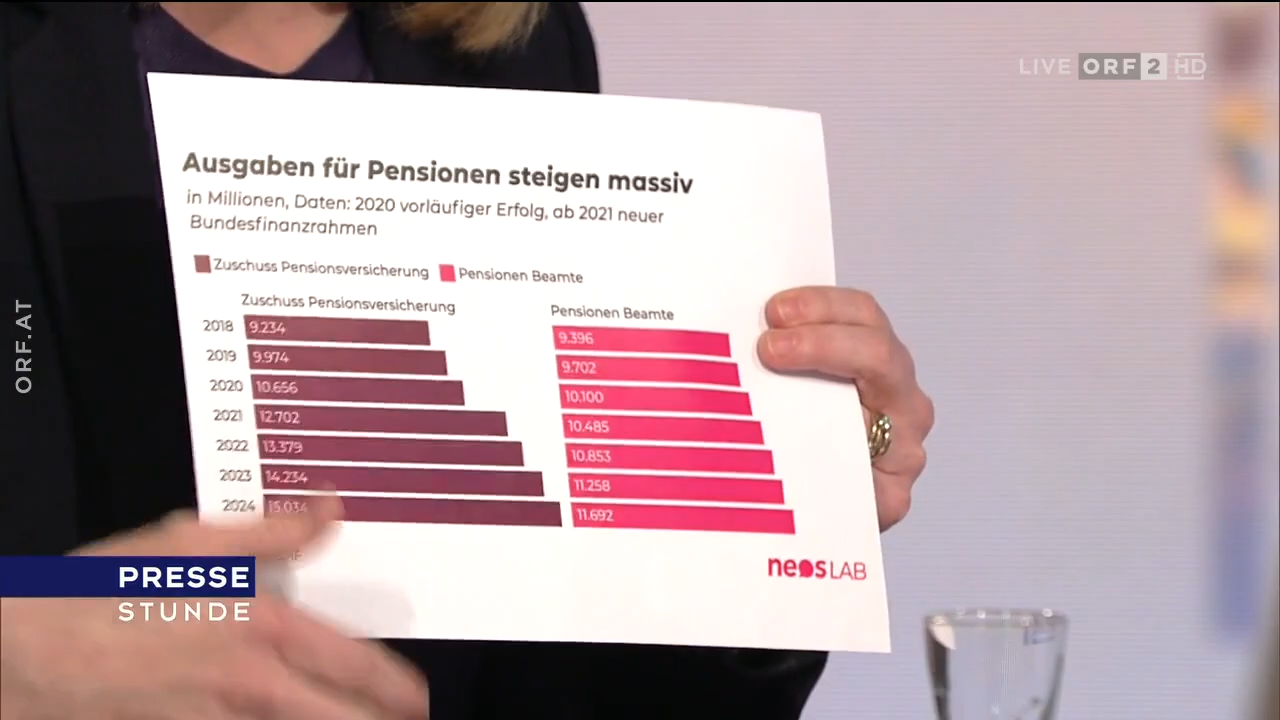 LIVE ORF 2 HD
ORF.AT
Ausgaben für Pensionen steigen massiv
in Millionen, Daten: 2020 vorläufiger Erfolg, ab 2021 neuer
Bundesfinanzrahmen
Zuschuss Pensionsversicherung Pensionen Beamte
Zuschuss Pensionsversicherung Pensionen Beamte
2018 9.234 9.396
2019 9.974 9.702
2020 10.656 10.100
2021 12.702 10.485
2022 13.379 10.853
2023 14.234 11.258
2024 15.034 11.692
neos LAB
PRESSE
STUNDE